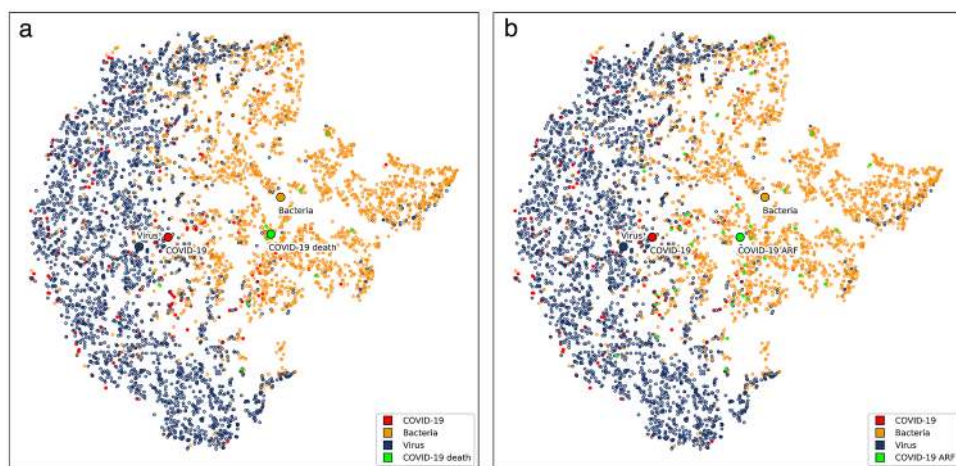 a
Bacteria
Virus
COVID-19
COVID-19 death
COVID-19
Bacteria
Virus
COVID-19 death
b
Bacteria
Virus
COVID-19
COVID-19 ARF
COVID-19
Bacteria
Virus
COVID-19 ARF